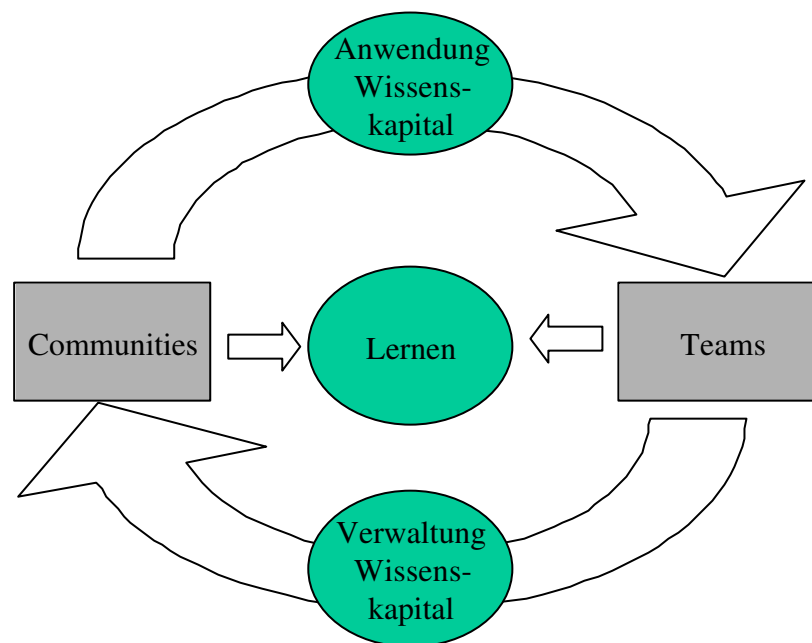 Anwendung
Wissens-
kapital
Communities
Lernen
Teams
Verwaltung
Wissens-
kapital